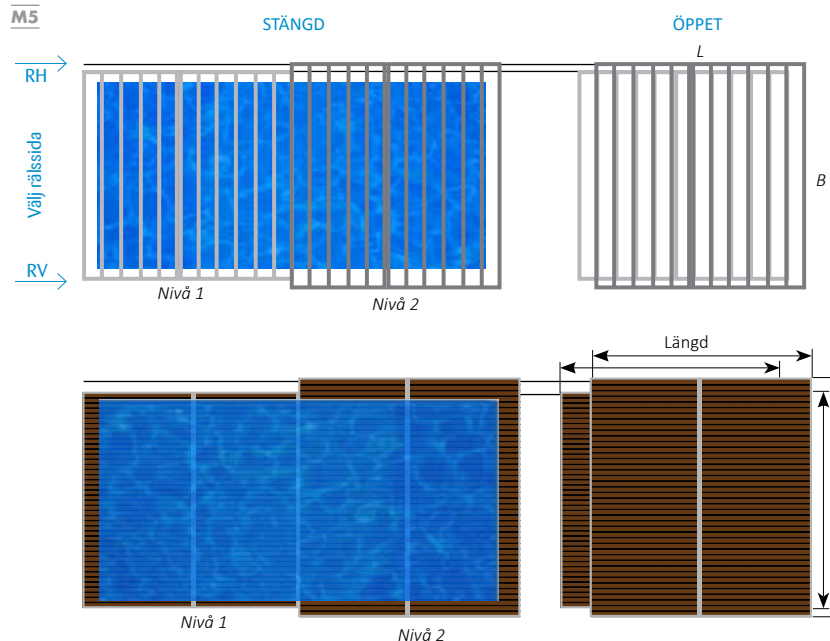 M5
STÄNGD
ÖPPET
L
RH
Välj rälssida
B
RV
Nivå 1
Nivå 2
Längd
Nivå 1
Nivå 2